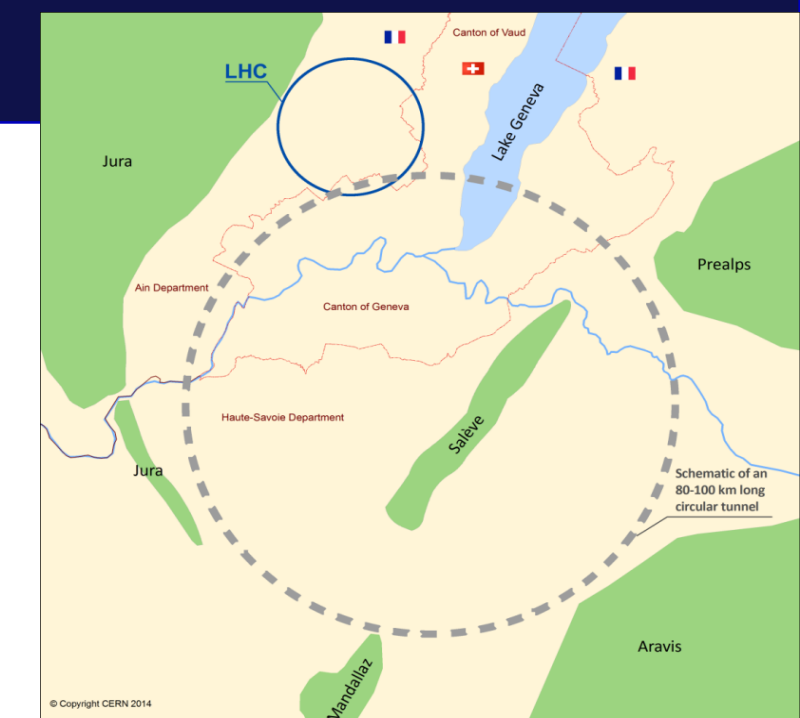 Canton of Vaud
LHC
Lake Geneva
Jura
Prealps
Ain Department
Canton of Geneva
Haute-Savoie Department
Salève
Jura
Schematic of an
80-100 km long
circular tunnel
Aravis
Mandallaz
© Copyright CERN 2014